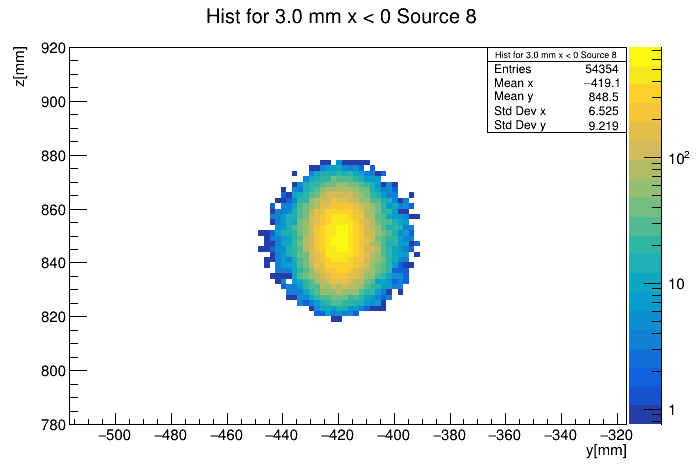 Hist for 3.0 mm x < 0 Source 8
z[mm]
920
900
880
860
840
820
800
780
−500 −480 −460 −440 −420 −400 −380 −360 −340 −320
y[mm]
Hist for 3.0 mm x < 0 Source 8
Entries 54354
Mean x −419.1
Mean y 848.5
Std Dev x 6.525
Std Dev y 9.219
10²
10
1